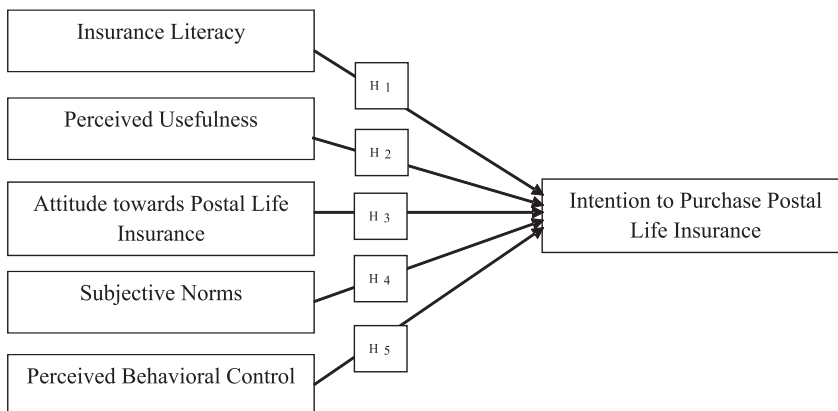 Insurance Literacy
H 1
Perceived Usefulness
H 2
Attitude towards Postal Life
Insurance
H 3
Intention to Purchase Postal
Life Insurance
Subjective Norms
H 4
Perceived Behavioral Control
H 5